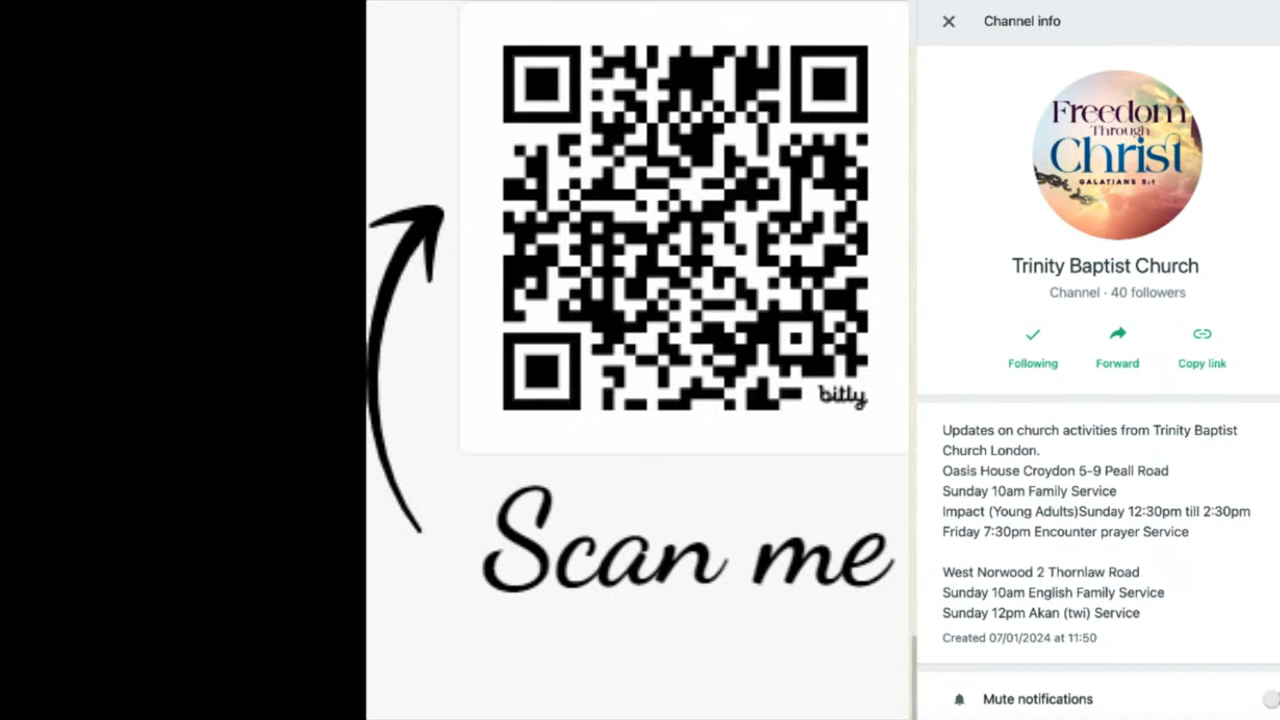 bitly
Scan me
Channel info
Freedom
Through
Christ
GALATIANS 5:1
Trinity Baptist Church
Channel · 40 followers
Following
Forward
Copy link
Updates on church activities from Trinity Baptist
Church London.
Oasis House Croydon 5-9 Peall Road
Sunday 10am Family Service
Impact (Young Adults)Sunday 12:30pm till 2:30pm
Friday 7:30pm Encounter prayer Service
West Norwood 2 Thornlaw Road
Sunday 10am English Family Service
Sunday 12pm Akan (twi) Service
Created 07/01/2024 at 11:50
Mute notifications